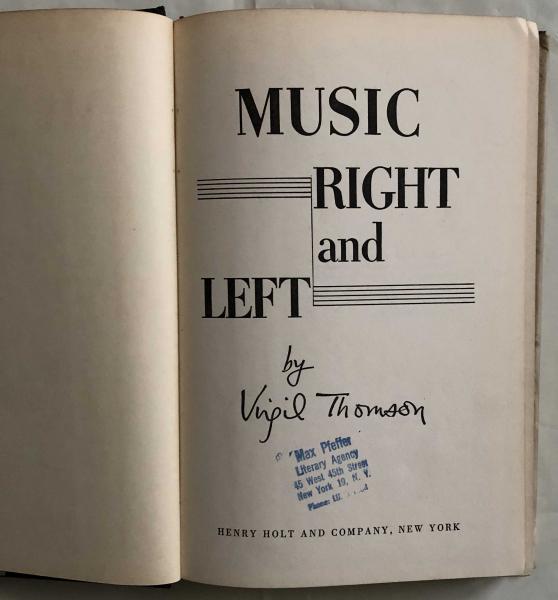 MUSIC
RIGHT
and
LEFT
by
Virgil Thomson
Max Pfeffer
Literary Agency
45 West 45th Street
New York 19, N. Y.
Phone:
HENRY HOLT AND COMPANY, NEW YORK